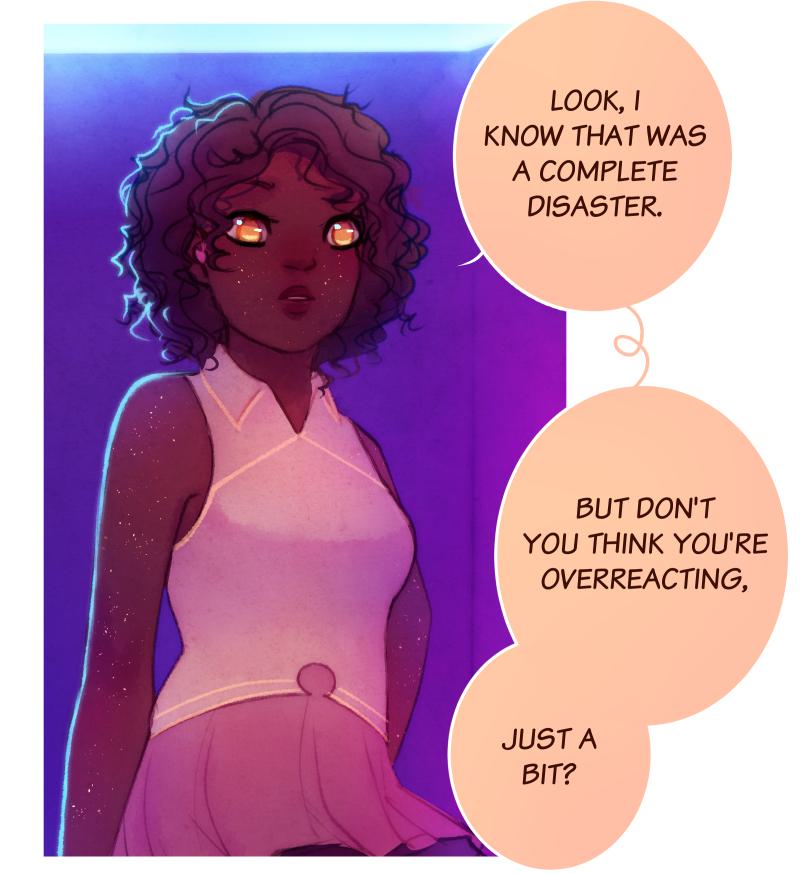 LOOK, I
KNOW THAT WAS
A COMPLETE
DISASTER.
BUT DON'T
YOU THINK YOU'RE
OVERREACTING,
JUST A
BIT?